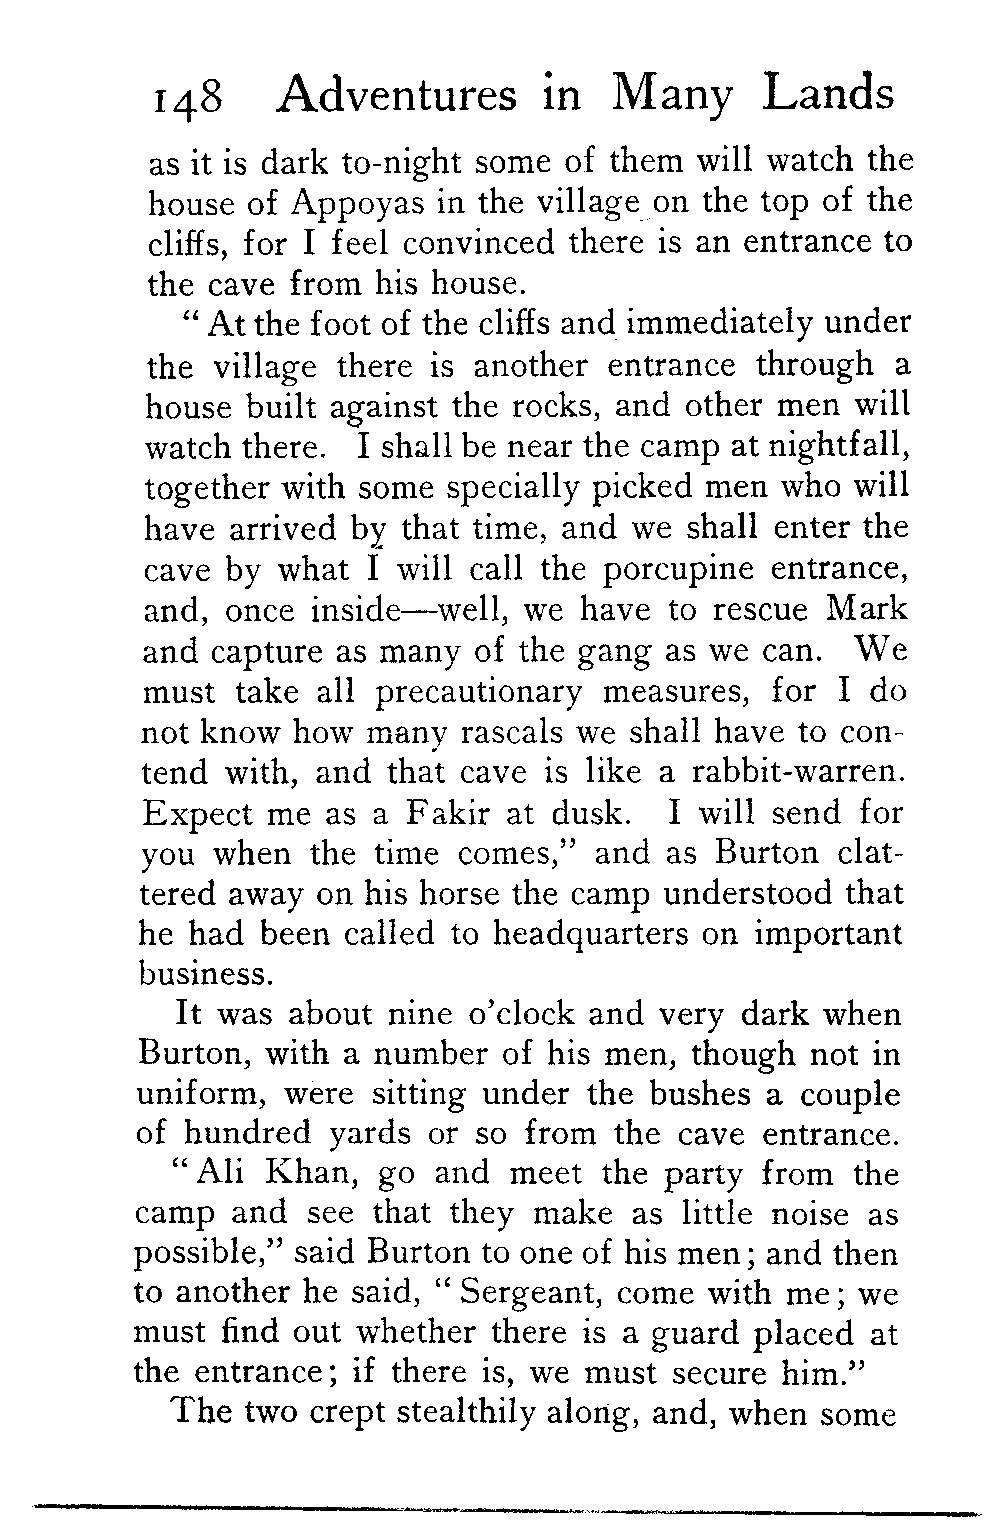 148 Adventures in Many Lands
as it is dark to-night some of them will watch the
house of Appoyas in the village on the top of the
cliffs, for I feel convinced there is an entrance to
the cave from his house.
“ At the foot of the cliffs and immediately under
the village there is another entrance through a
house built against the rocks, and other men will
watch there. I shall be near the camp at nightfall,
together with some specially picked men who will
have arrived by that time, and we shall enter the
cave by what I will call the porcupine entrance,
and, once inside—well, we have to rescue Mark
and capture as many of the gang as we can. We
must take all precautionary measures, for I do
not know how many rascals we shall have to con-
tend with, and that cave is like a rabbit-warren.
Expect me as a Fakir at dusk. I will send for
you when the time comes,” and as Burton clat-
tered away on his horse the camp understood that
he had been called to headquarters on important
business.
It was about nine o’clock and very dark when
Burton, with a number of his men, though not in
uniform, were sitting under the bushes a couple
of hundred yards or so from the cave entrance.
“ Ali Khan, go and meet the party from the
camp and see that they make as little noise as
possible,” said Burton to one of his men; and then
to another he said, “ Sergeant, come with me; we
must find out whether there is a guard placed at
the entrance; if there is, we must secure him.”
The two crept stealthily along, and, when some